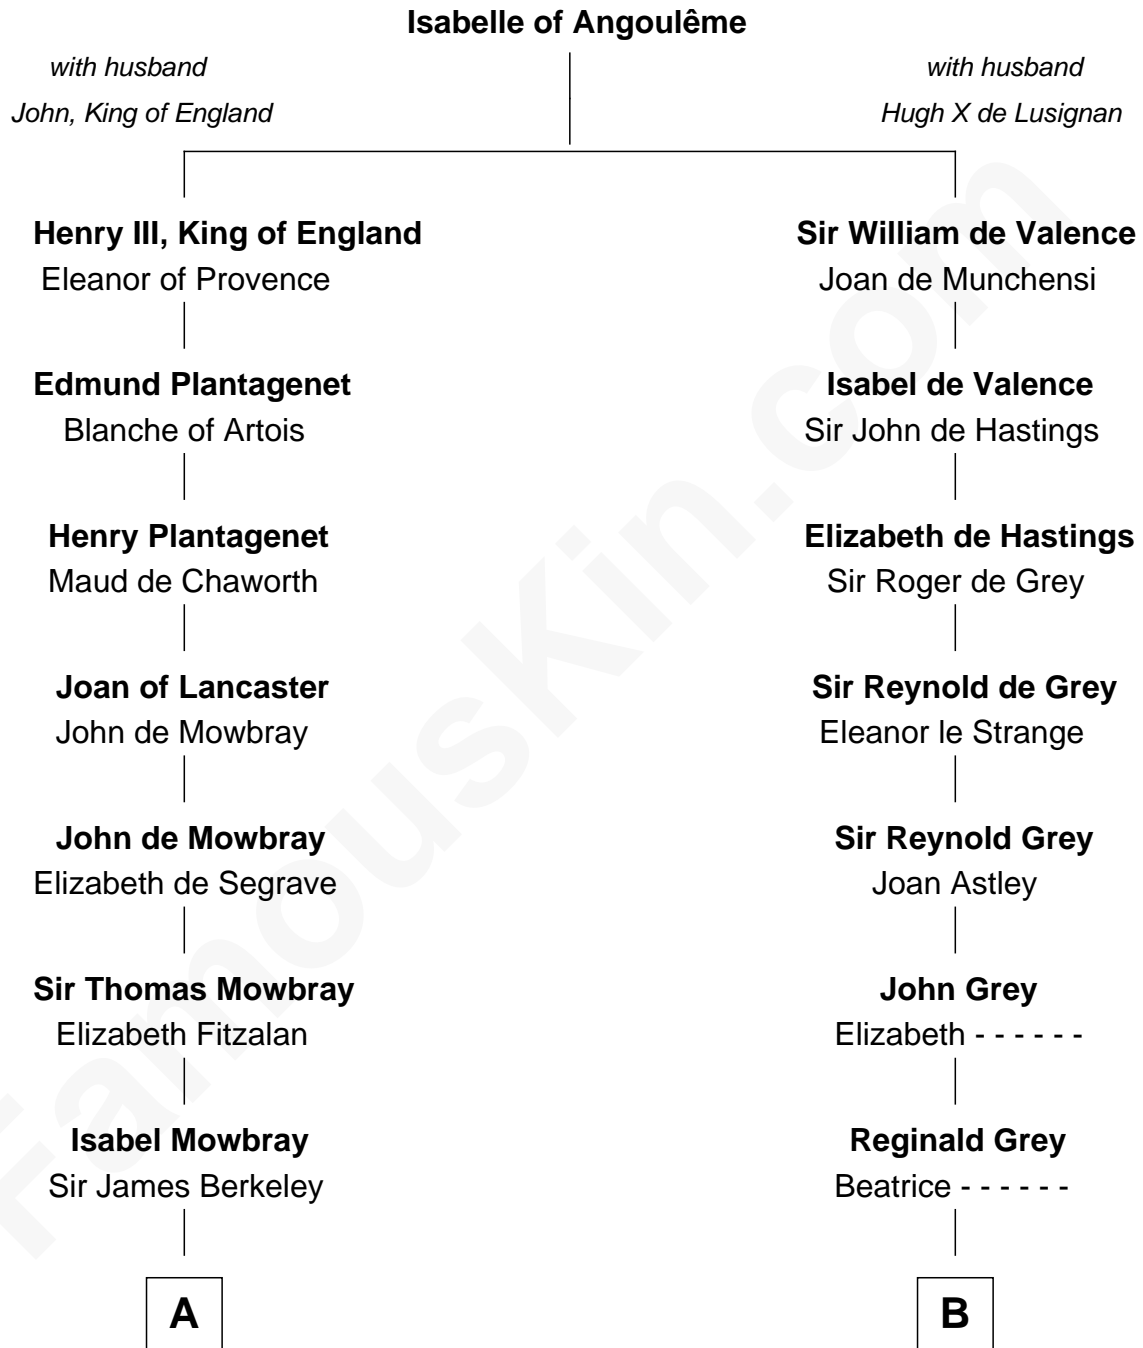 Isabelle of Angoulême
with husband
John, King of England
with husband
Hugh X de Lusignan
Henry III, King of England
Eleanor of Provence
Sir William de Valence
Joan de Munchensi
Edmund Plantagenet
Blanche of Artois
Isabel de Valence
Sir John de Hastings
Henry Plantagenet
Maud de Chaworth
Elizabeth de Hastings
Sir Roger de Grey
Joan of Lancaster
John de Mowbray
Sir Reynold de Grey
Eleanor le Strange
John de Mowbray
Elizabeth de Segrave
Sir Reynold Grey
Joan Astley
Sir Thomas Mowbray
Elizabeth Fitzalan
John Grey
Elizabeth - - - - - -
Isabel Mowbray
Sir James Berkeley
Reginald Grey
Beatrice - - - - - -
A
B
FamousKin.com